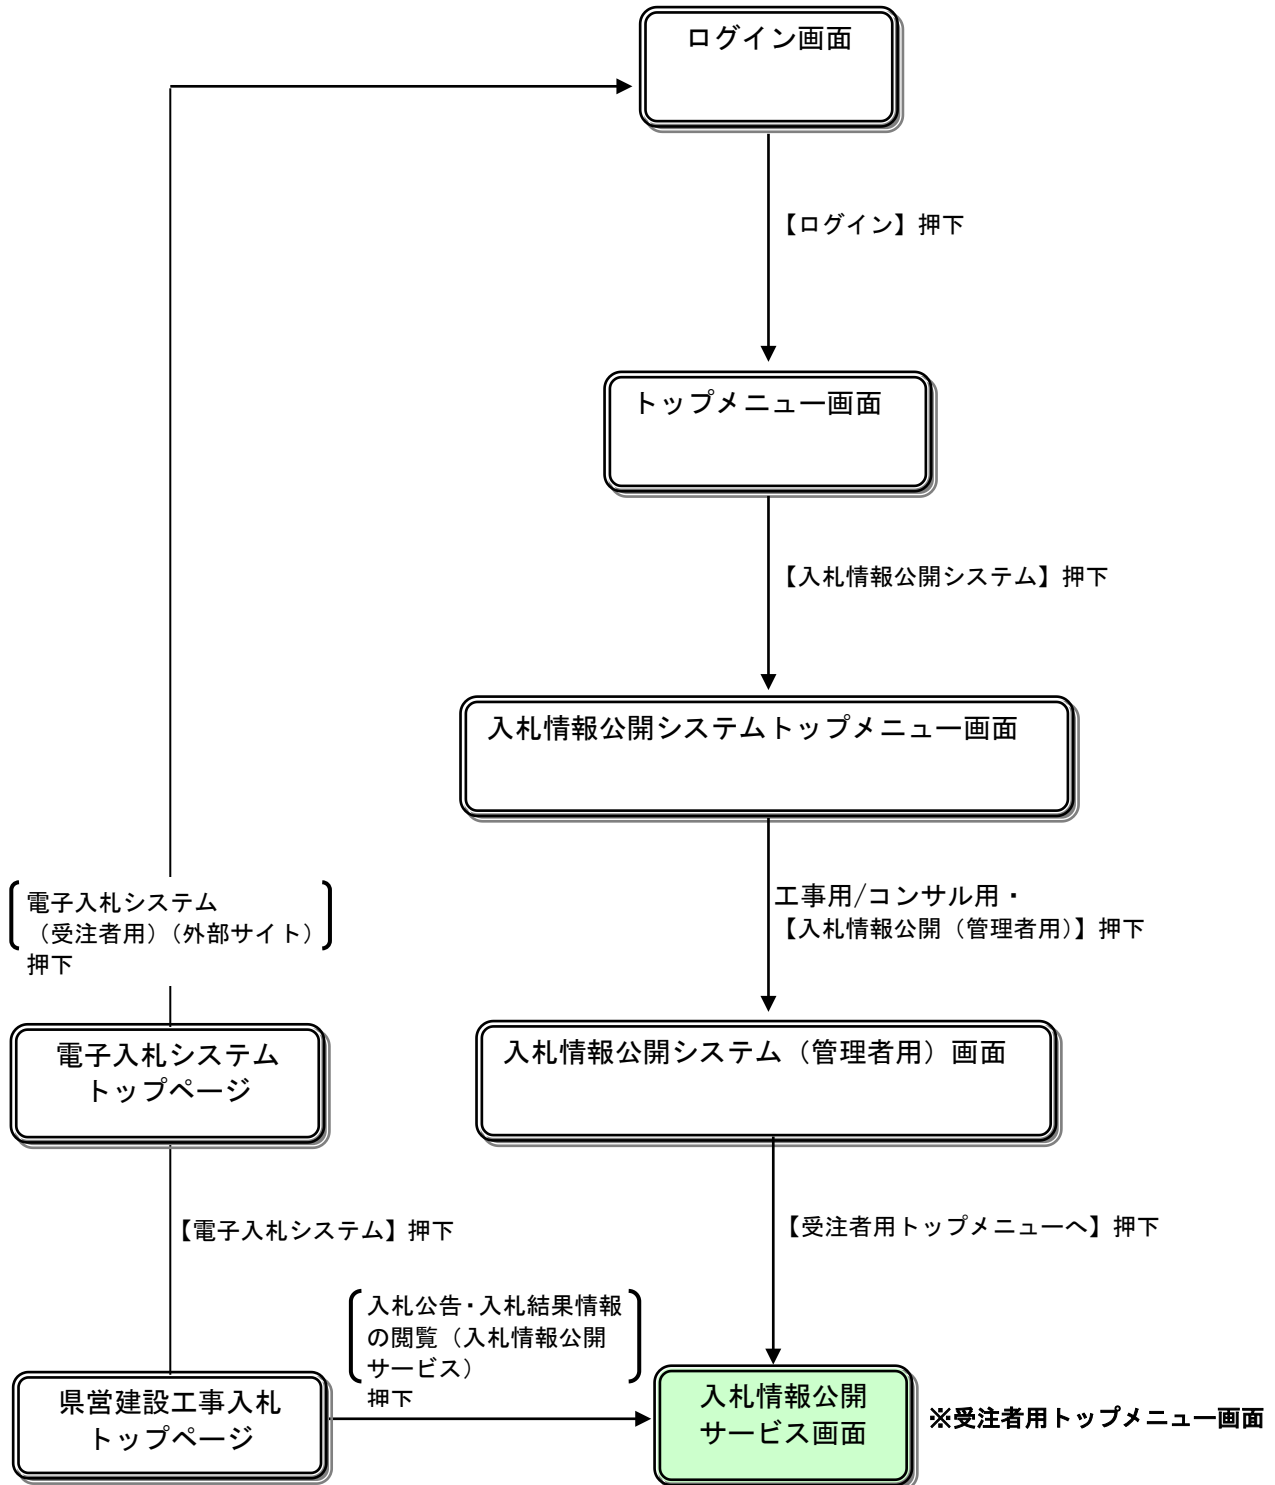 ログイン画面
【ログイン】押下
トップメニュー画面
【入札情報公開システム】押下
入札情報公開システムトップメニュー画面
工事用/コンサル用・
【入札情報公開（管理者用)】押下
電子入札システム
（受注者用）（外部サイト）
押下
電子入札システム
トップページ
入札情報公開システム（管理者用）画面
【電子入札システム】押下
【受注者用トップメニューへ】押下
入札公告・入札結果情報
の閲覧（入札情報公開
サービス）
押下
県営建設工事入札
トップページ
入札情報公開
サービス画面
※受注者用トップメニュー画面